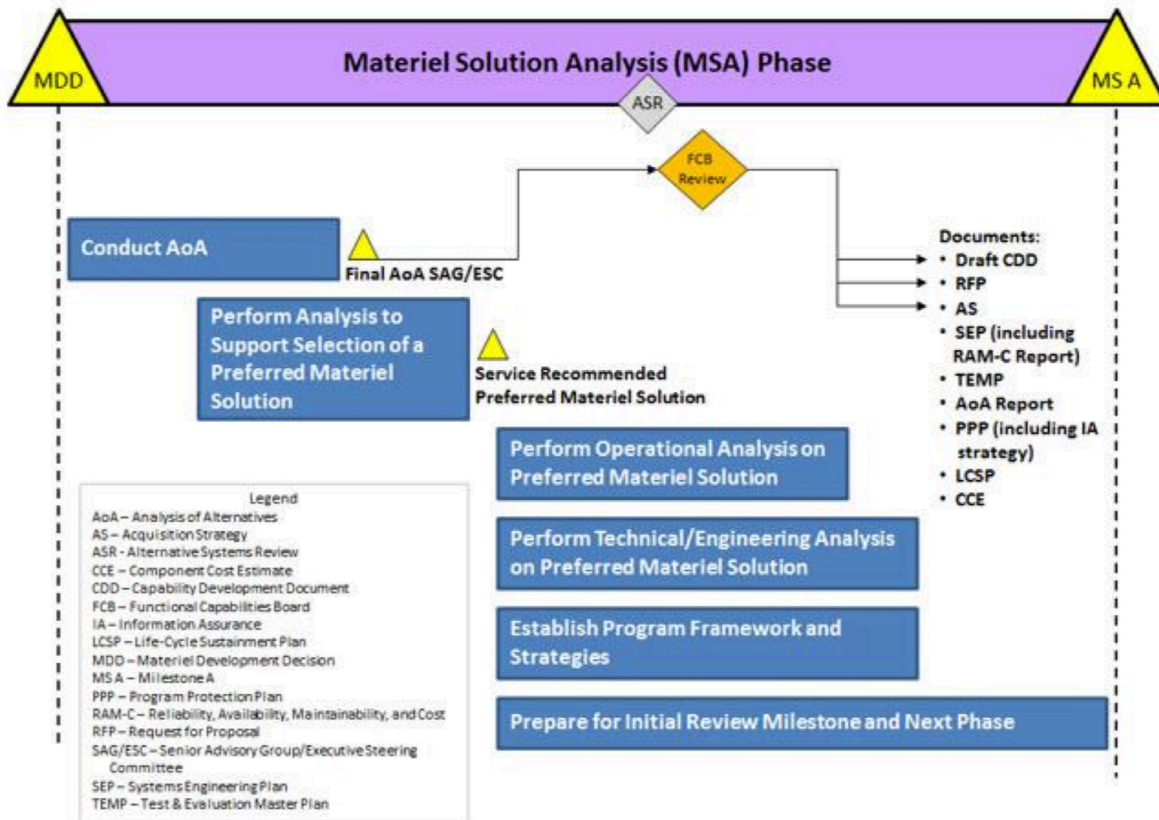 Materiel Solution Analysis (MSA) Phase
MDD
MS A
ASR
FCB
Review
Conduct AoA
Final AoA SAG/ESC
Perform Analysis to
Support Selection of a
Preferred Materiel
Solution
Service Recommended
Preferred Materiel Solution
Documents:
• Draft CDD
• RFP
• AS
• SEP (including
RAM-C Report)
• TEMP
• AoA Report
• PPP (including IA
strategy)
• LCSP
• CCE
Perform Operational Analysis on
Preferred Materiel Solution
Perform Technical/Engineering Analysis
on Preferred Materiel Solution
Establish Program Framework and
Strategies
Prepare for Initial Review Milestone and Next Phase
Legend
AoA – Analysis of Alternatives
AS – Acquisition Strategy
ASR - Alternative Systems Review
CCE – Component Cost Estimate
CDD – Capability Development Document
FCB – Functional Capabilities Board
IA – Information Assurance
LCSP – Life-Cycle Sustainment Plan
MDD – Materiel Development Decision
MS A – Milestone A
PPP – Program Protection Plan
RAM-C – Reliability, Availability, Maintainability, and Cost
RFP – Request for Proposal
SAG/ESC – Senior Advisory Group/Executive Steering
Committee
SEP – Systems Engineering Plan
TEMP – Test & Evaluation Master Plan